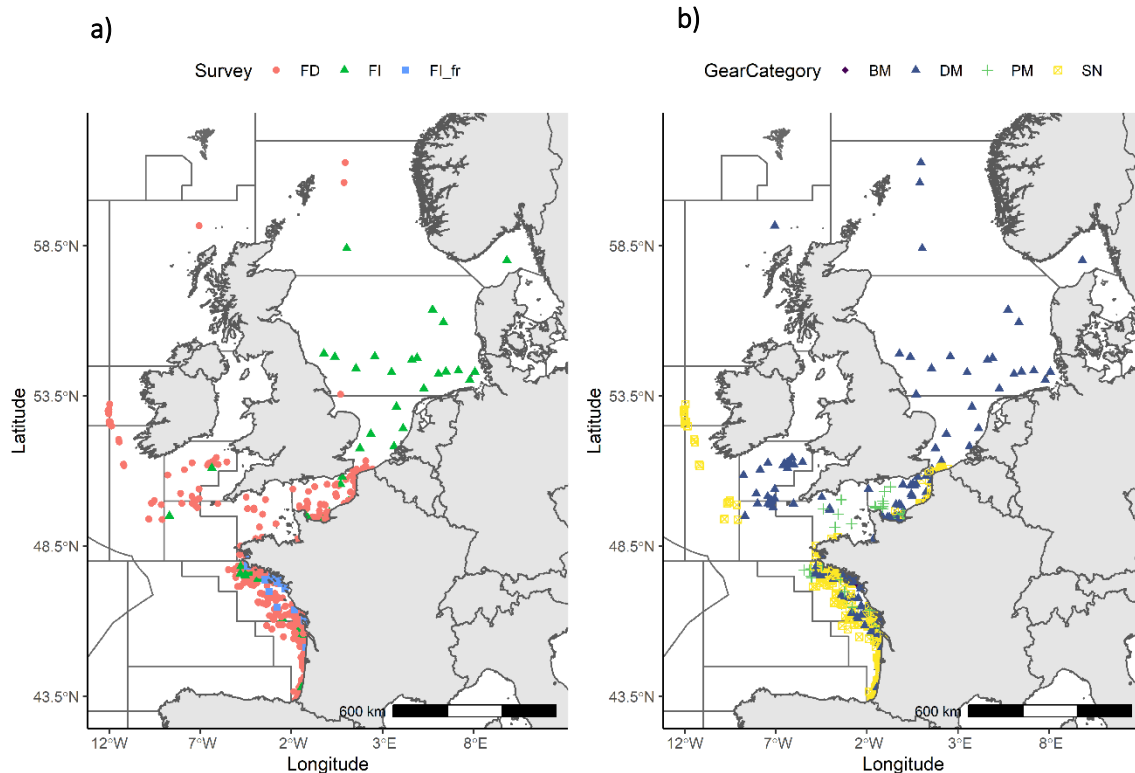 a)
b)
Survey FD FI FI_fr
GearCategory BM DM PM SN
58.5°N
53.5°N
48.5°N
43.5°N
Latitude
600 km
12°W 7°W 2°W 3°E 8°E
Longitude
58.5°N
53.5°N
48.5°N
43.5°N
Latitude
600 km
12°W 7°W 2°W 3°E 8°E
Longitude